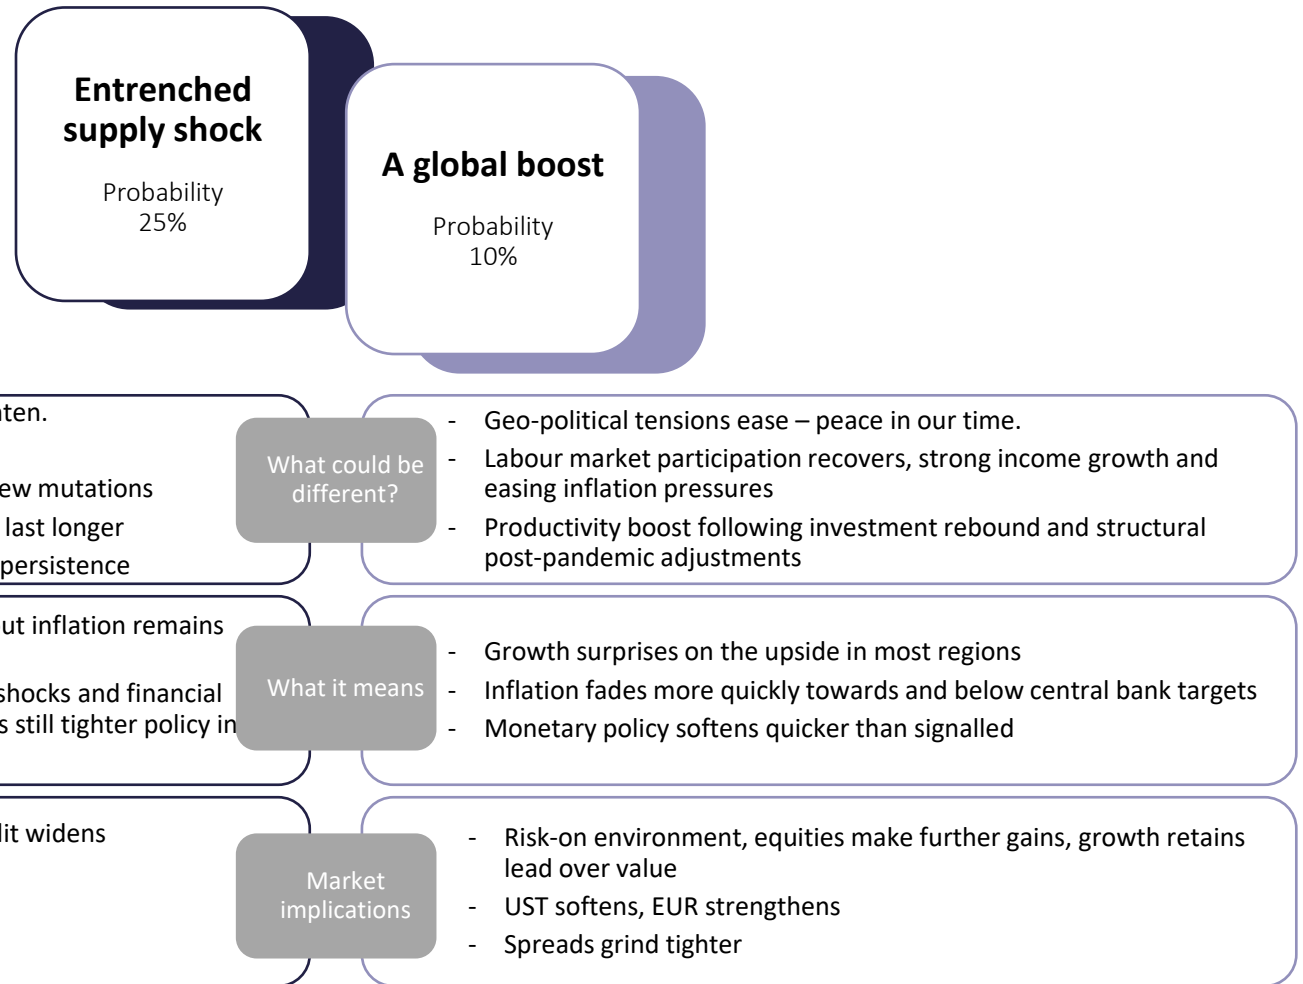 Entrenched
supply shock
Probability
25%
A global boost
Probability
10%
last longer
persistence
inflation remains
shocks and financial
still tighter policy in
widens
What could be
different?
What it means
Market
implications
- Geo-political tensions ease – peace in our time.
- Labour market participation recovers, strong income growth and
easing inflation pressures
- Productivity boost following investment rebound and structural
post-pandemic adjustments
- Growth surprises on the upside in most regions
- Inflation fades more quickly towards and below central bank targets
- Monetary policy softens quicker than signalled
- Risk-on environment, equities make further gains, growth retains
lead over value
- UST softens, EUR strengthens
- Spreads grind tighter